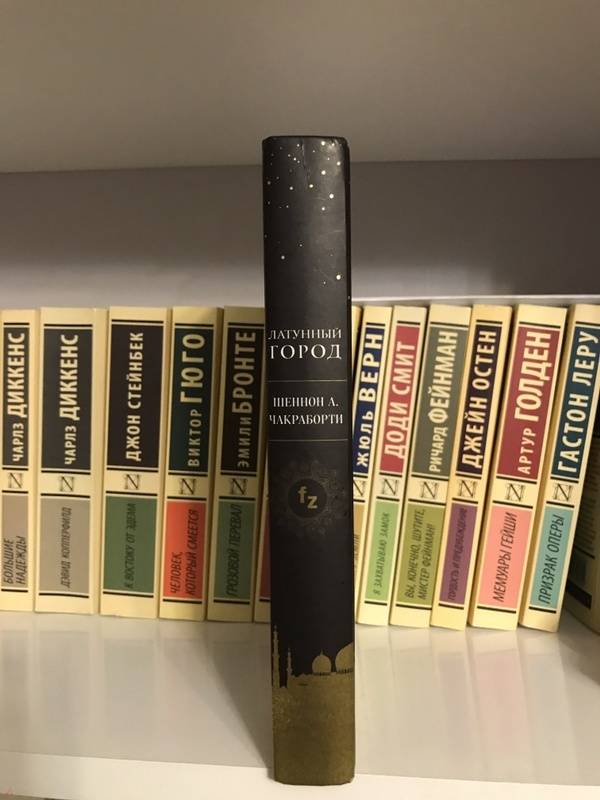 ЛАТУННЫЙ
ГОРОД
ШЕННОН А.
ЧАКРАБОРТИ
fz
ЧАРЛЗ ДИККЕНС
БОЛЬШИЕ
НАДЕЖДЫ
ЧАРЛЗ ДИККЕНС
ДЭВИД КОППЕРФИЛД
ДЖОН СТЕЙНБЕК
К ВОСТОКУ ОТ ЭДЕМА
ВИКТОР ГЮГО
ЧЕЛОВЕК,
КОТОРЫЙ СМЕЕТСЯ
ЭМИЛИ БРОНТЕ
ГРОЗОВОЙ ПЕРЕВАЛ
ЖЮЛЬ ВЕРН
ДОДИ СМИТ
Я ЗАХВАТЫВАЮ ЗАМОК
РИЧАРД ФЕЙНМАН
ВЫ, КОНЕЧНО, ШУТИТЕ,
МИСТЕР ФЕЙНМАН!
ДЖЕЙН ОСТЕН
ГОРДОСТЬ И ПРЕДУБЕЖДЕНИЕ
АРТУР ГОЛДЕН
МЕМУАРЫ ГЕЙШИ
ГАСТОН ЛЕРУ
ПРИЗРАК ОПЕРЫ